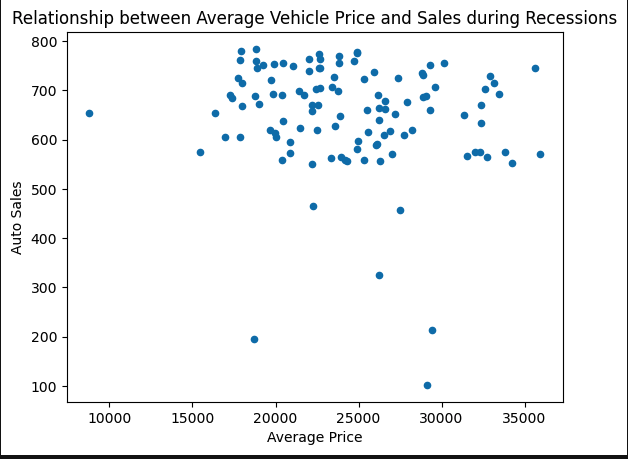 Relationship between Average Vehicle Price and Sales during Recessions
800
700
600
500
400
300
200
100
Auto Sales
10000 15000 20000 25000 30000 35000
Average Price